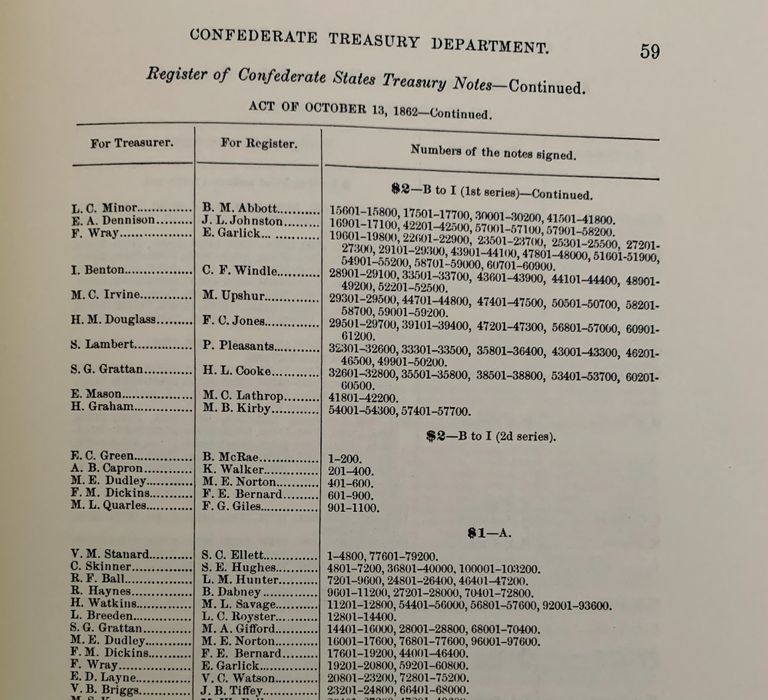 CONFEDERATE TREASURY DEPARTMENT. 59
Register of Confederate States Treasury Notes—Continued.
ACT OF OCTOBER 13, 1862—Continued.
For Treasurer. For Register. Numbers of the notes signed.
$2—B to I (1st series)—Continued.
L. C. Minor............ B. M. Abbott.......... 15601-15800, 17501-17700, 30001-30200, 41501-41800.
E. A. Dennison........ J. L. Johnston......... 16901-17100, 42201-42500, 57001-57100, 57901-58200.
F. Wray................ E. Garlick... ........... 19601-19800, 22601-22900, 23501-23700, 25301-25500, 27201-
27300, 29101-29300, 43901-44100, 47801-48000, 51601-51900,
54901-55200, 58701-59000, 60701-60900.
I. Benton............... C. F. Windle........... 28901-29100, 33501-33700, 43601-43900, 44101-44400, 48901-
49200, 52201-52500.
M. C. Irvine............ M. Upshur............. 29301-29500, 44701-44800, 47401-47500, 50501-50700, 58201-
58700, 59001-59200.
H. M. Douglass........ F. C. Jones............. 29501-29700, 39101-39400, 47201-47300, 56801-57000, 60901-
61200.
S. Lambert.............. P. Pleasants............ 32301-32600, 33301-33500, 35801-36400, 43001-43300, 46201-
46500, 49901-50200.
S. G. Grattan........... H. L. Cooke............ 32601-32800, 35501-35800, 38501-38800, 53401-53700, 60201-
60500.
E. Mason................ M. C. Lathrop......... 41801-42200.
H. Graham............. M. B. Kirby............ 54001-54300, 57401-57700.
$2—B to I (2d series).
E. C. Green............. B. McRae............... 1-200.
A. B. Capron........... K. Walker.............. 201-400.
M. E. Dudley.......... M. E. Norton.......... 401-600.
F. M. Dickins.......... F. E. Bernard......... 601-900.
M. L. Quarles.......... F. G. Giles............. 901-1100.
$1—A.
V. M. Stanard.......... S. C. Ellett............. 1-4800, 77601-79200.
C. Skinner.............. S. E. Hughes.......... 4801-7200, 36801-40000, 100001-103200.
R. F. Ball............... L. M. Hunter.......... 7201-9600, 24801-26400, 46401-47200.
R. Haynes.............. B. Dabney.............. 9601-11200, 27201-28000, 70401-72800.
H. Watkins............. M. L. Savage.......... 11201-12800, 54401-56000, 56801-57600, 92001-93600.
L. Breeden.............. L. C. Royster.......... 12801-14400.
S. G. Grattan........... M. A. Gifford.......... 14401-16000, 28001-28800, 68001-70400.
M. E. Dudley.......... M. E. Norton.......... 16001-17600, 76801-77600, 96001-97600.
F. M. Dickins.......... F. E. Bernard......... 17601-19200, 44001-46400.
F. Wray................. E. Garlick.............. 19201-20800, 59201-60800.
E. D. Layne............ V. C. Watson.......... 20801-23200, 72801-75200.
V. B. Briggs............ J. B. Tiffey............. 23201-24800, 66401-68000.